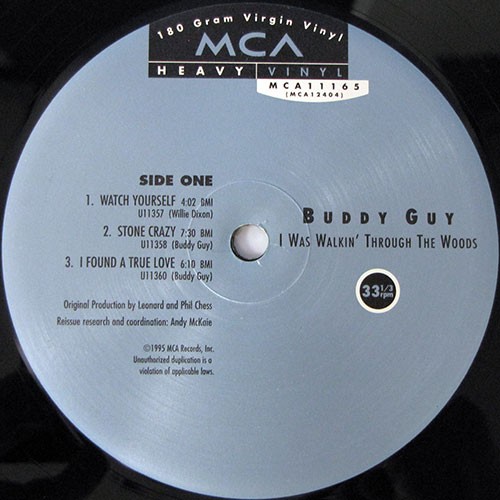 180 Gram Virgin Vinyl
MCA
HEAVY VINYL
MCA11165
(MCA12404)
SIDE ONE
1. WATCH YOURSELF 4:02 BMI
U11357 (Willie Dixon)
2. STONE CRAZY 7:30 BMI
U11358 (Buddy Guy)
3. I FOUND A TRUE LOVE 6:10 BMI
U11360 (Buddy Guy)
Original Production by Leonard and Phil Chess
Reissue research and coordination: Andy McKaie
©1995 MCA Records, Inc.
Unauthorized duplication is a
violation of applicable laws.
BUDDY GUY
I WAS WALKIN' THROUGH THE WOODS
33 1/3
rpm